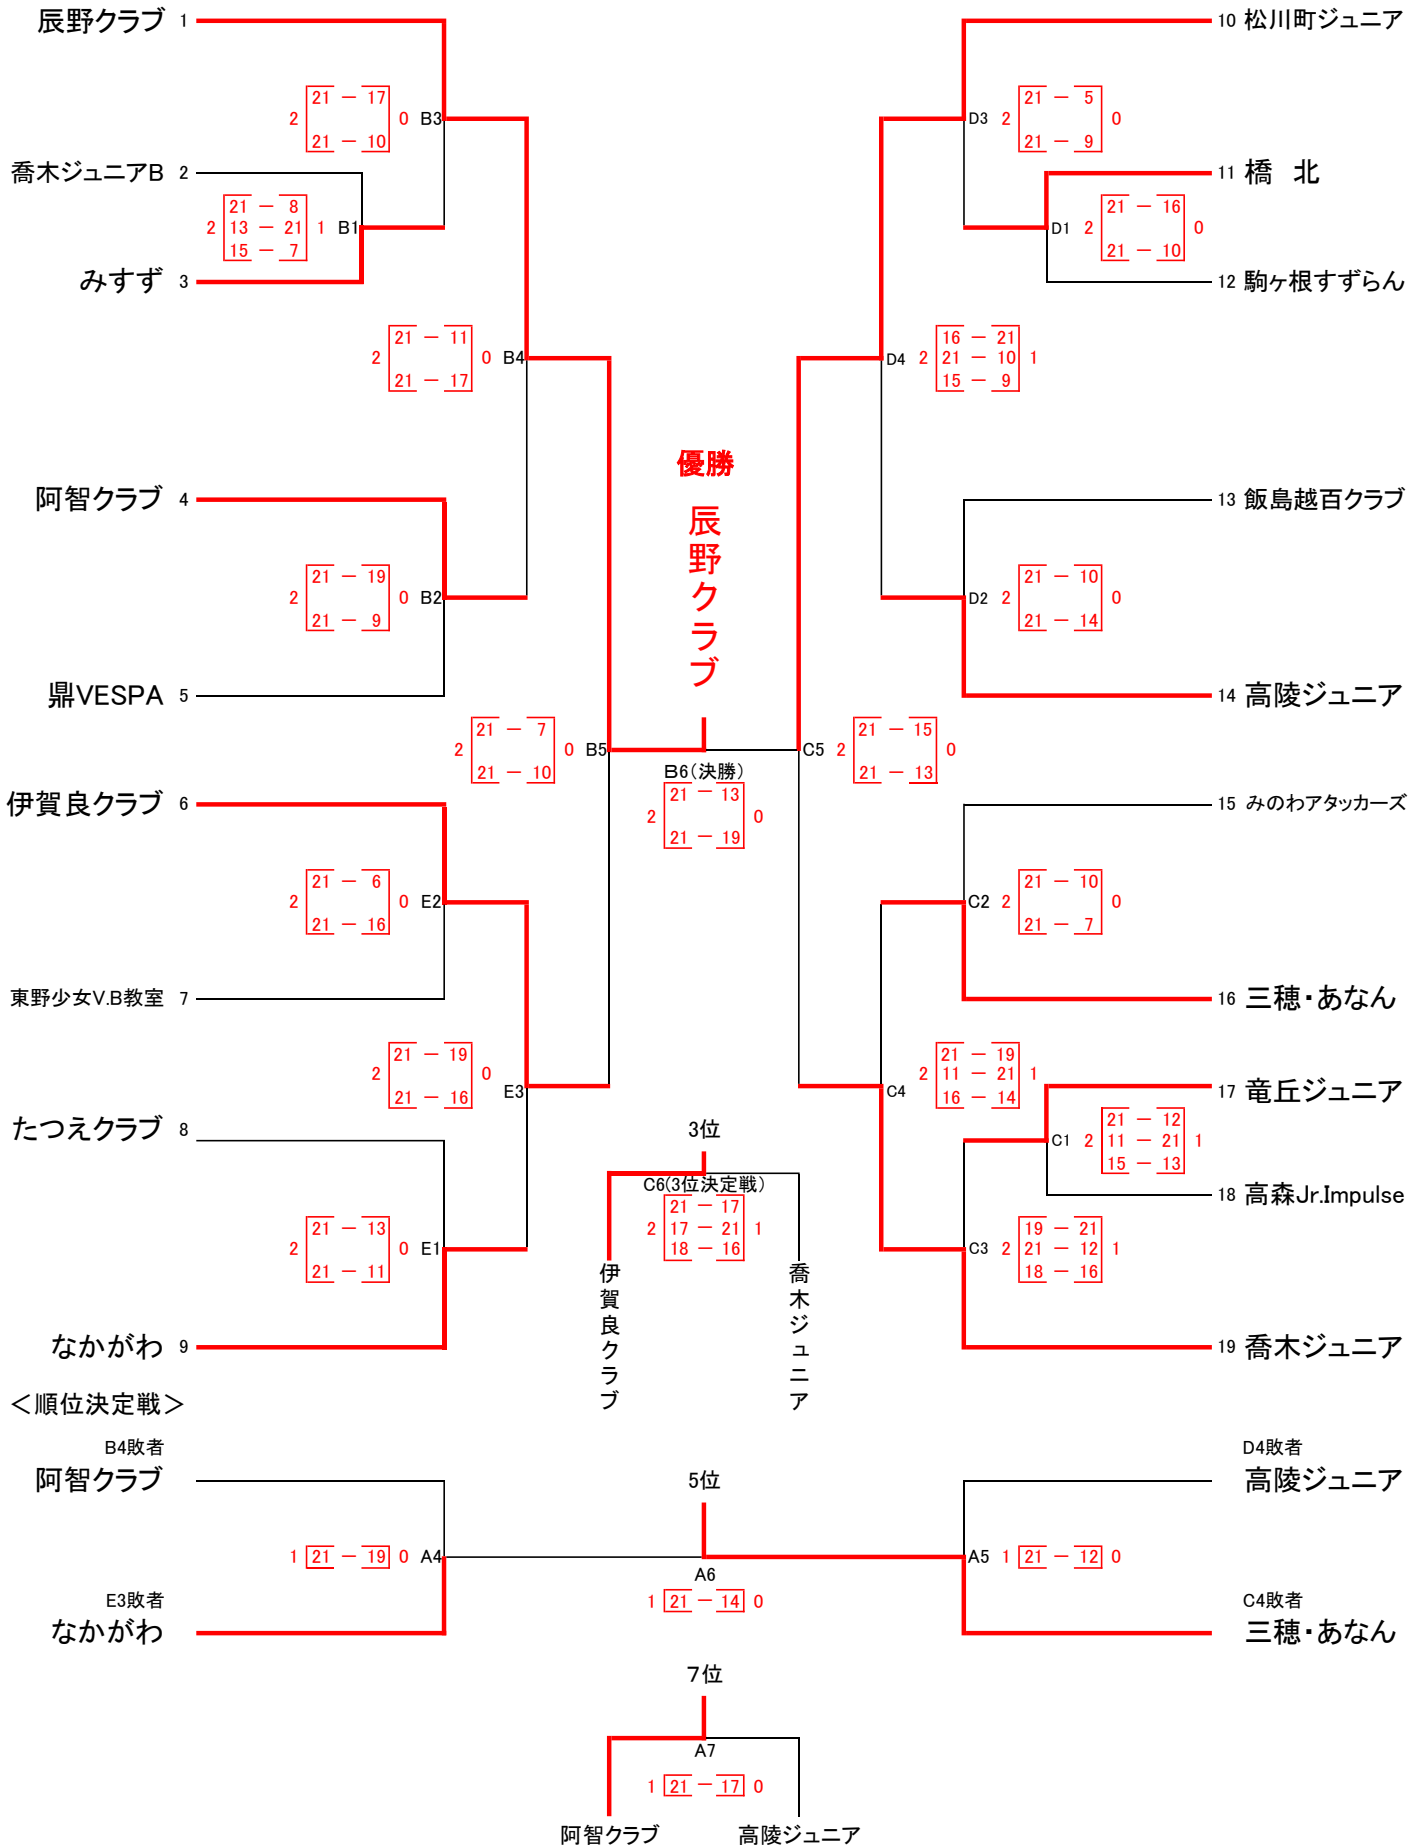 辰野クラブ 1
10 松川町ジュニア
21 － 17
2 0 B3
21 － 10
21 － 5
D3 2 0
21 － 9
喬木ジュニアB 2
11 橋　北
21 － 8
2 13 － 21 1 B1
15 － 7
21 － 16
D1 2 0
21 － 10
みすず 3
12 駒ヶ根すずらん
21 － 11
2 0 B4
21 － 17
16 － 21
D4 2 21 － 10 1
15 － 9
優勝
辰野クラブ
阿智クラブ 4
13 飯島越百クラブ
21 － 19
2 0 B2
21 － 9
21 － 10
D2 2 0
21 － 14
鼎VESPA 5
14 高陵ジュニア
21 － 7
2 0 B5
21 － 10
21 － 15
C5 2 0
21 － 13
B6(決勝)
21 － 13
2 0
21 － 19
伊賀良クラブ 6
15 みのわアタッカーズ
21 － 6
2 0 E2
21 － 16
21 － 10
C2 2 0
21 － 7
東野少女V.B教室 7
16 三穂・あなん
21 － 19
2 0 E3
21 － 16
21 － 19
C4 2 11 － 21 1
16 － 14
たつえクラブ 8
17 竜丘ジュニア
21 － 12
C1 2 11 － 21 1
15 － 13
18 高森Jr.Impulse
3位
C6(3位決定戦)
21 － 17
2 17 － 21 1
18 － 16
伊賀良クラブ
喬木ジュニア
21 － 13
2 0 E1
21 － 11
19 － 21
C3 2 21 － 12 1
18 － 16
なかがわ 9
19 喬木ジュニア
＜順位決定戦＞
B4敗者
阿智クラブ
D4敗者
高陵ジュニア
5位
1 21 － 19 0 A4
A5 1 21 － 12 0
A6
1 21 － 14 0
E3敗者
なかがわ
C4敗者
三穂・あなん
7位
A7
1 21 － 17 0
阿智クラブ
高陵ジュニア